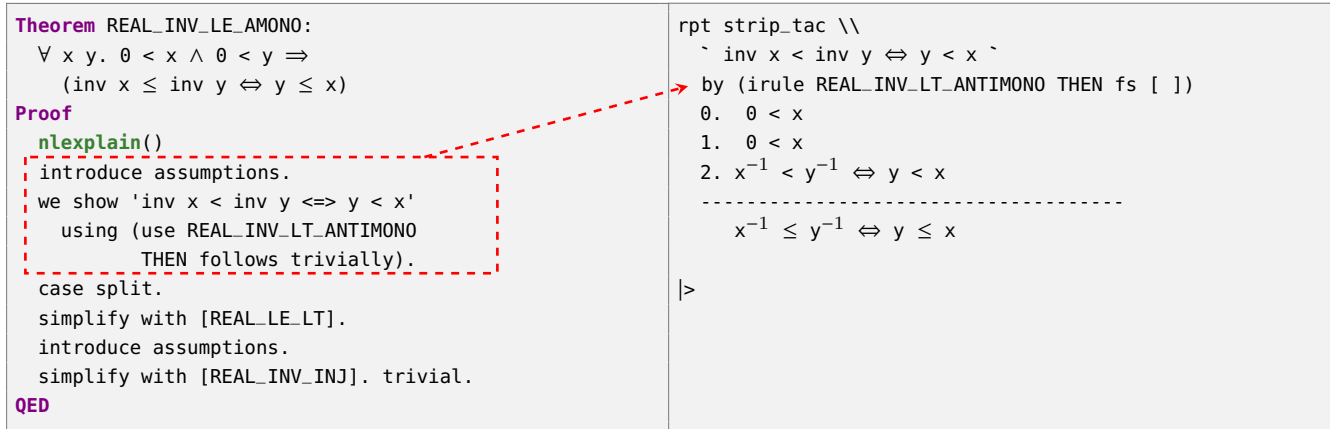 Theorem REAL_INV_LE_AMONO:
∀ x y. 0 < x ∧ 0 < y ⇒
(inv x ≤ inv y ⇔ y ≤ x)
Proof
nlexplain()
introduce assumptions.
we show 'inv x < inv y <=> y < x'
using (use REAL_INV_LT_ANTIMONO
THEN follows trivially).
case split.
simplify with [REAL_LE_LT].
introduce assumptions.
simplify with [REAL_INV_INJ]. trivial.
QED
rpt strip_tac \\
` inv x < inv y ⇔ y < x `
by (irule REAL_INV_LT_ANTIMONO THEN fs [ ])
0. 0 < x
1. 0 < x
2. x⁻¹ < y⁻¹ ⇔ y < x
------------------------------------
x⁻¹ ≤ y⁻¹ ⇔ y ≤ x
|>